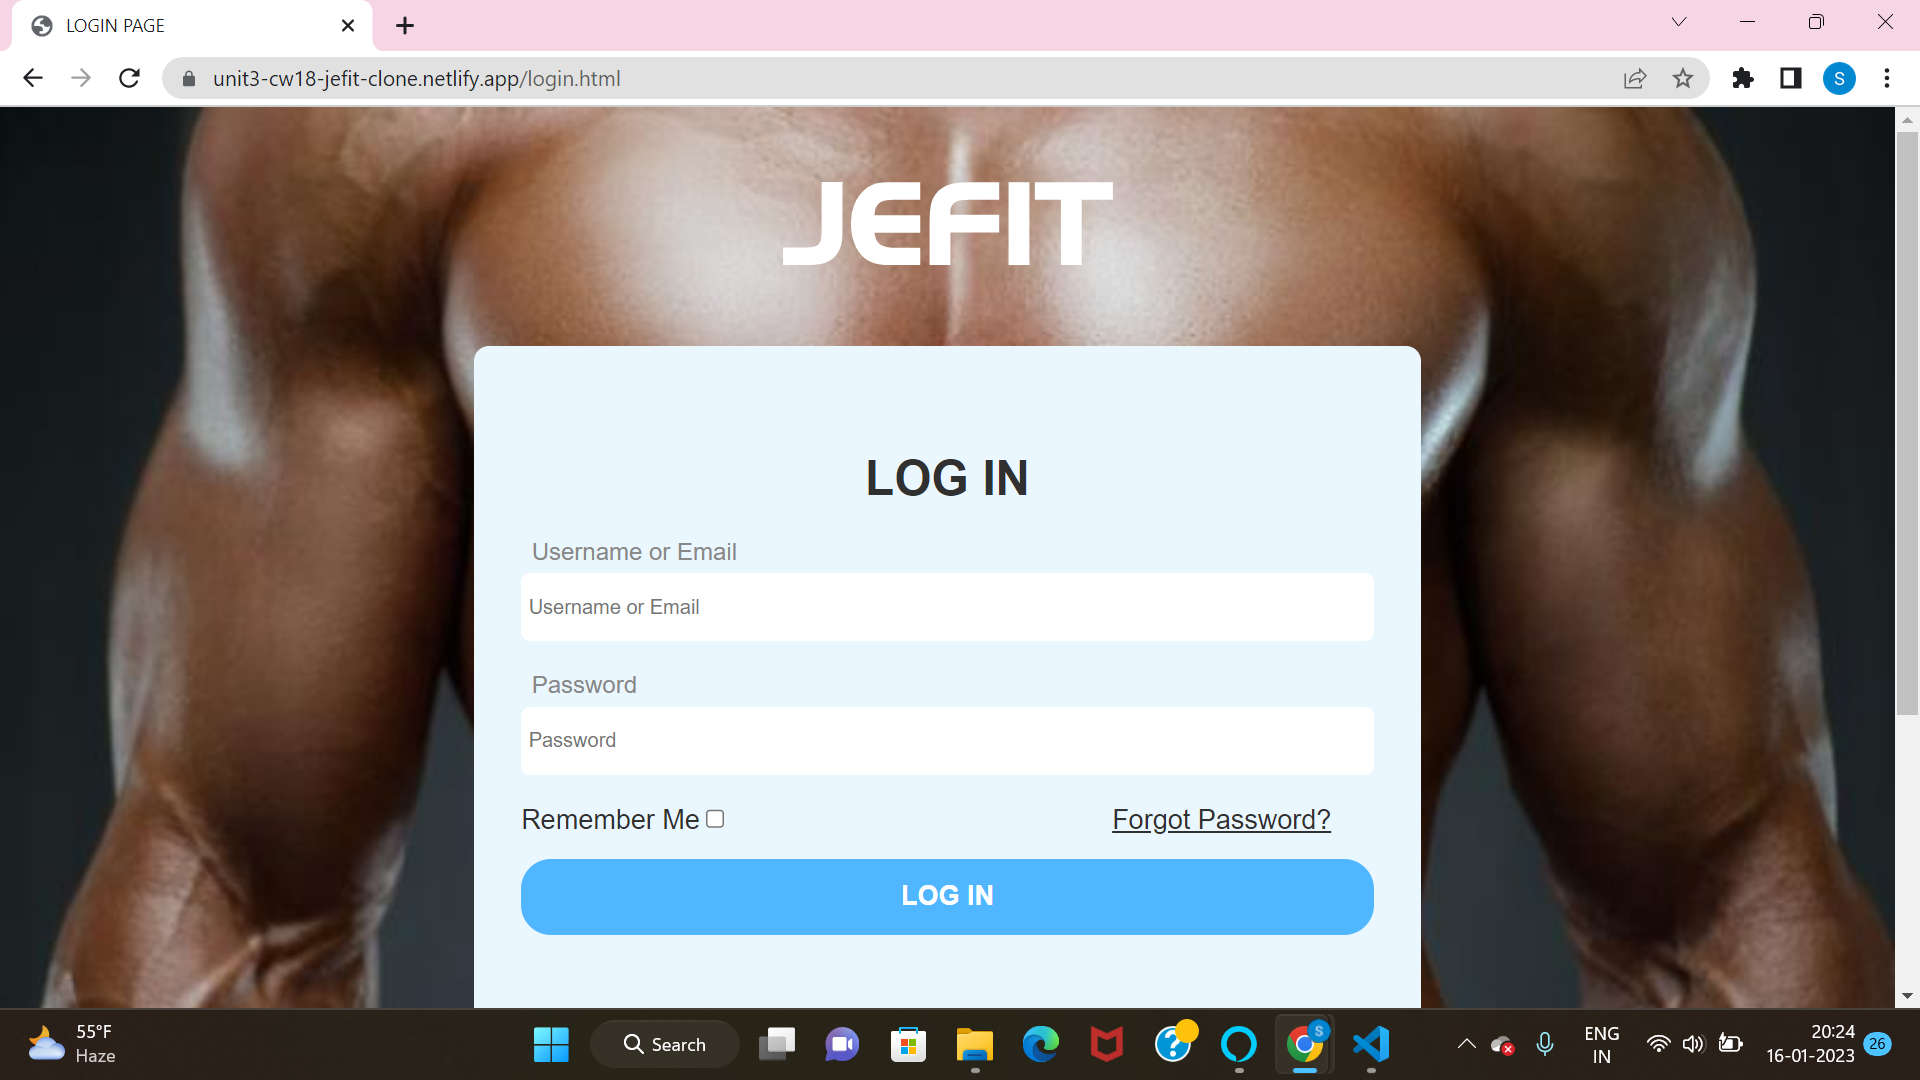 LOGIN PAGE
unit3-cw18-jefit-clone.netlify.app/login.html
S
JEFIT
LOG IN
Username or Email
Username or Email
Password
Password
Remember Me
Forgot Password?
LOG IN
55°F
Haze
Search
S
ENG
IN
20:24
16-01-2023
26